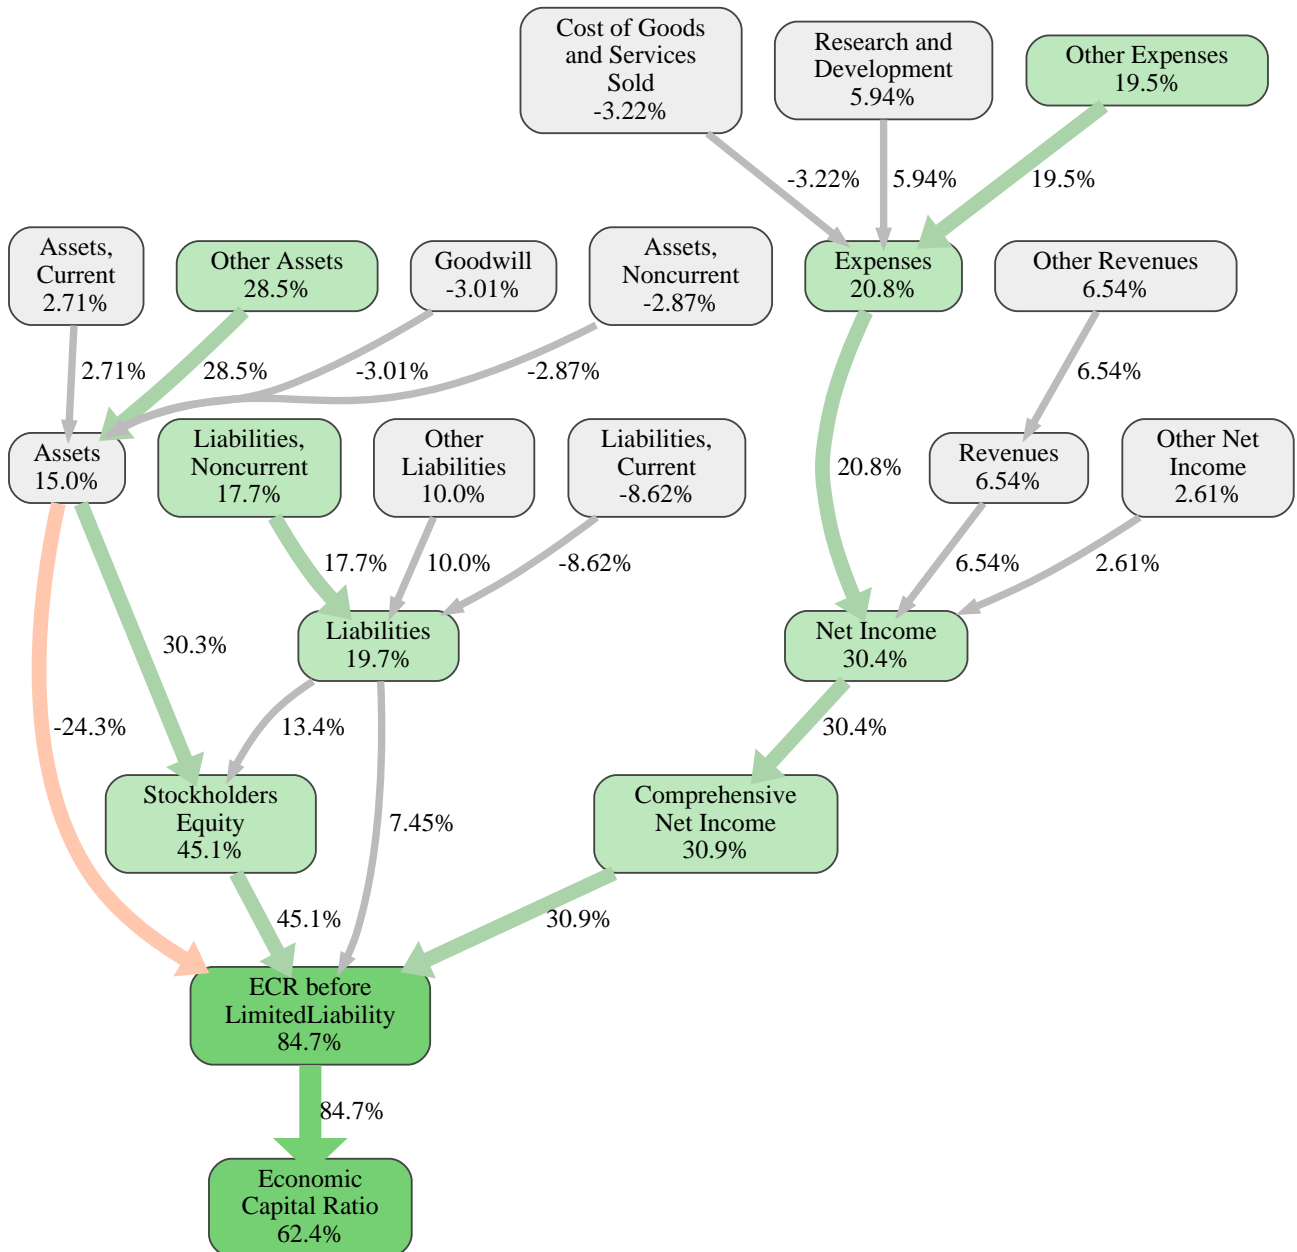 Cost of Goods
and Services
Sold
-3.22%
Research and
Development
5.94%
Other Expenses
19.5%
-3.22%
5.94%
19.5%
Assets,
Current
2.71%
Other Assets
28.5%
Goodwill
-3.01%
Assets,
Noncurrent
-2.87%
Expenses
20.8%
Other Revenues
6.54%
2.71%
28.5%
-3.01%
-2.87%
6.54%
Assets
15.0%
Liabilities,
Noncurrent
17.7%
Other
Liabilities
10.0%
Liabilities,
Current
-8.62%
20.8%
Revenues
6.54%
Other Net
Income
2.61%
17.7%
10.0%
-8.62%
6.54%
2.61%
30.3%
Liabilities
19.7%
Net Income
30.4%
-24.3%
13.4%
30.4%
Stockholders
Equity
45.1%
7.45%
Comprehensive
Net Income
30.9%
45.1%
30.9%
ECR before
LimitedLiability
84.7%
84.7%
Economic
Capital Ratio
62.4%